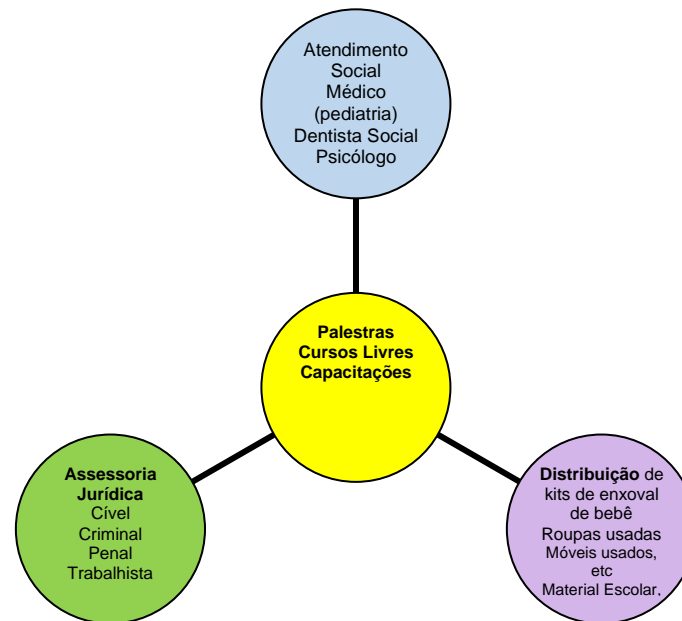 Atendimento
Social
Médico
(pediatria)
Dentista Social
Psicólogo
Palestras
Cursos Livres
Capacitações
Assessoria
Jurídica
Cível
Criminal
Penal
Trabalhista
Distribuição de
kits de enxoval
de bebê
Roupas usadas
Móveis usados,
etc
Material Escolar.